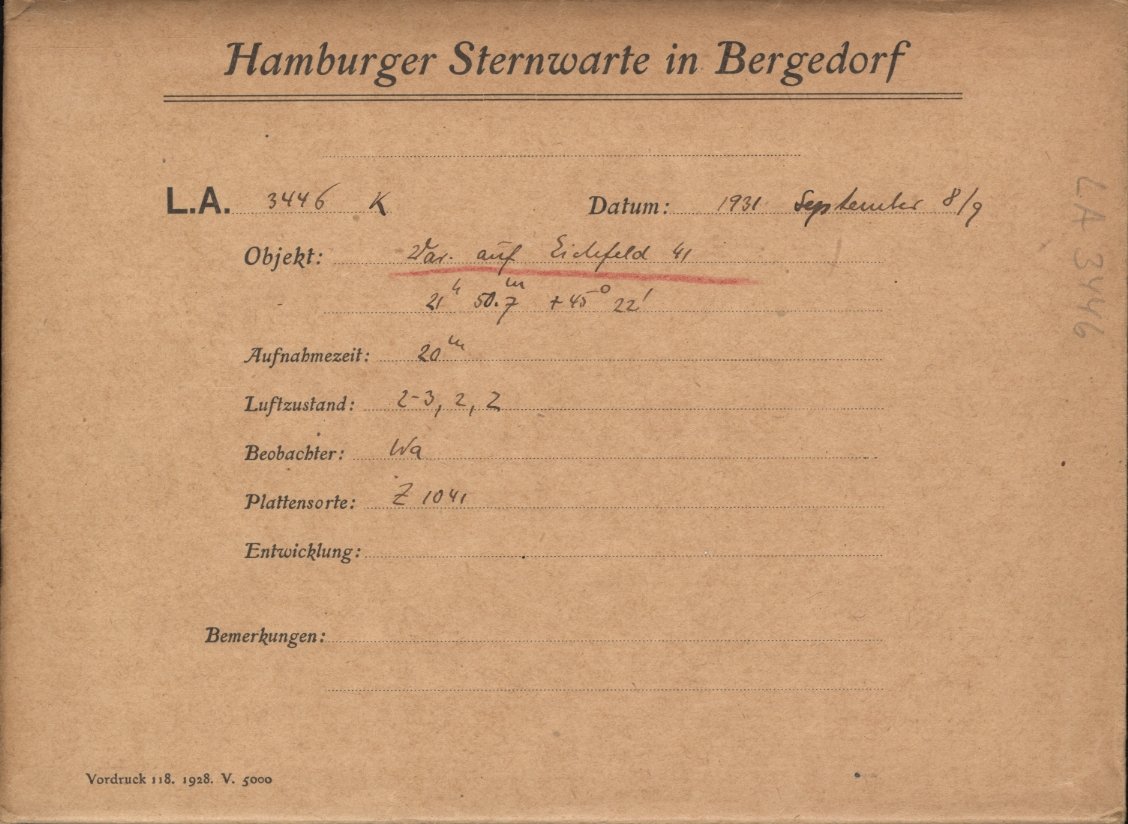 Hamburger Sternwarte in Bergedorf
L.A. 3446 K Datum: 1931 September 8/9
Objekt: Var. auf Eichfeld 41
21h 50.7m +45° 22'
Aufnahmezeit: 20m
Luftzustand: 2-3, 2, 2
Beobachter: Wa
Plattensorte: Z 1041
Entwicklung:
Bemerkungen:
Vordruck 118. 1928. V. 5000
LA 3446